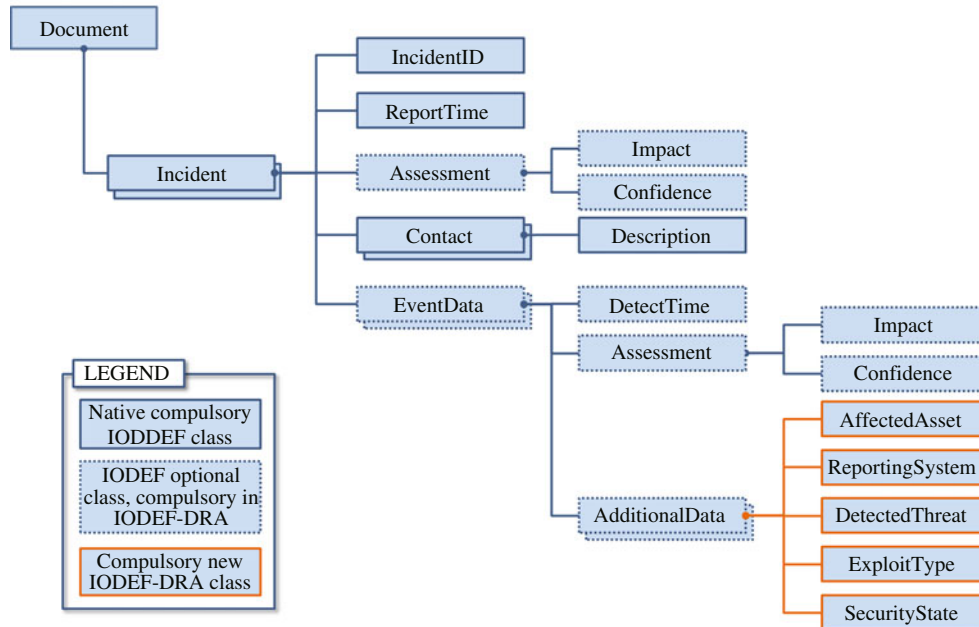 Document
IncidentID
ReportTime
Impact
Incident
Assessment
Confidence
Contact
Description
EventData
DetectTime
Impact
Assessment
Confidence
LEGEND
Native compulsory
IODDEF class
IODEF optional
class, compulsory in
IODEF-DRA
Compulsory new
IODEF-DRA class
AdditionalData
AffectedAsset
ReportingSystem
DetectedThreat
ExploitType
SecurityState